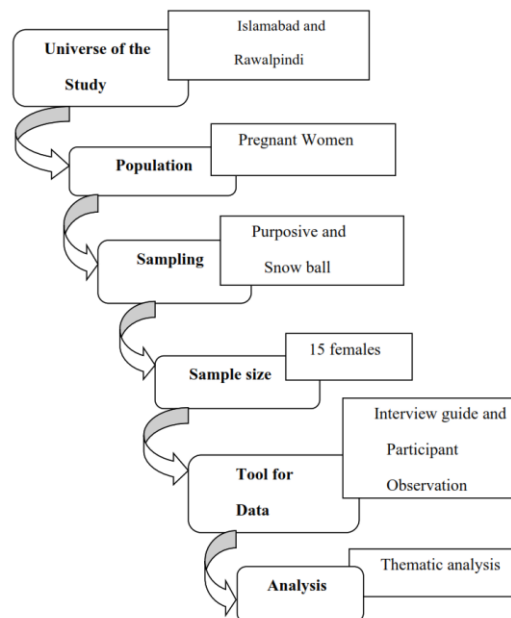 Universe of the
Study
Islamabad and
Rawalpindi
Population
Pregnant Women
Sampling
Purposive and
Snow ball
Sample size
15 females
Tool for
Data
Interview guide and
Participant
Observation
Analysis
Thematic analysis